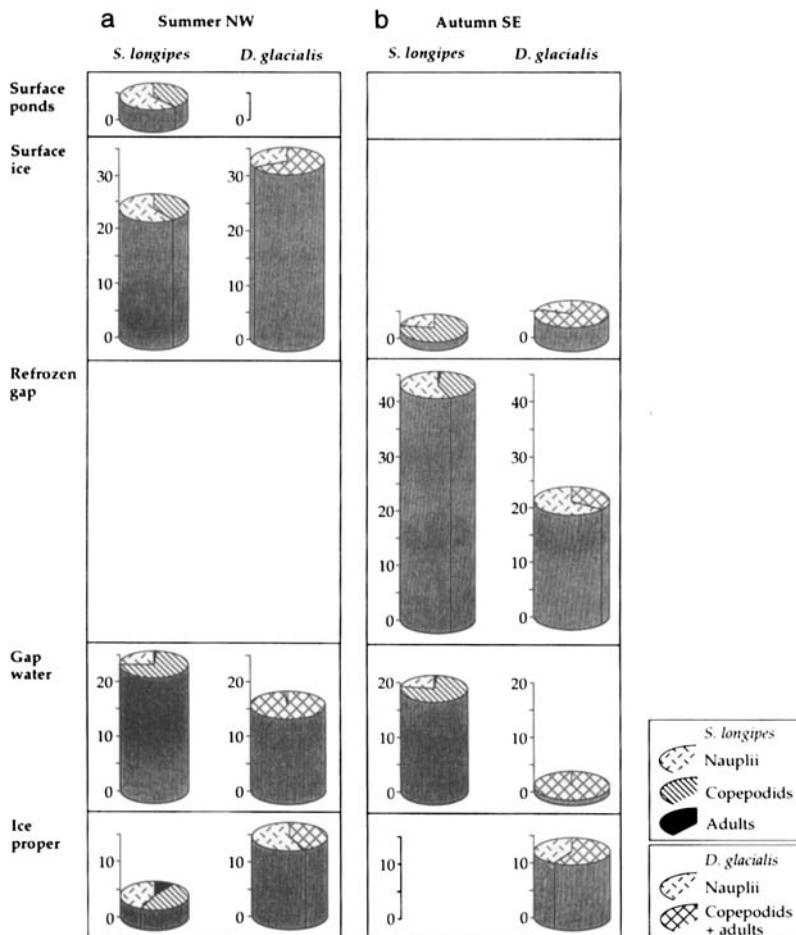 a Summer NW b Autumn SE
S. longipes D. glacialis S. longipes D. glacialis
Surface
ponds
0 0
Surface
ice
30 30
20 20
10 10
0 0 0 0
Refrozen
gap
40 40
30 30
20 20
10 10
0 0
Gap
water
20 20 20 20
10 10 10 10
0 0 0 0
Ice
proper
10 10 10 10
0 0 0 0
S. longipes
Nauplii
Copepodids
Adults
D. glacialis
Nauplii
Copepodids
+ adults